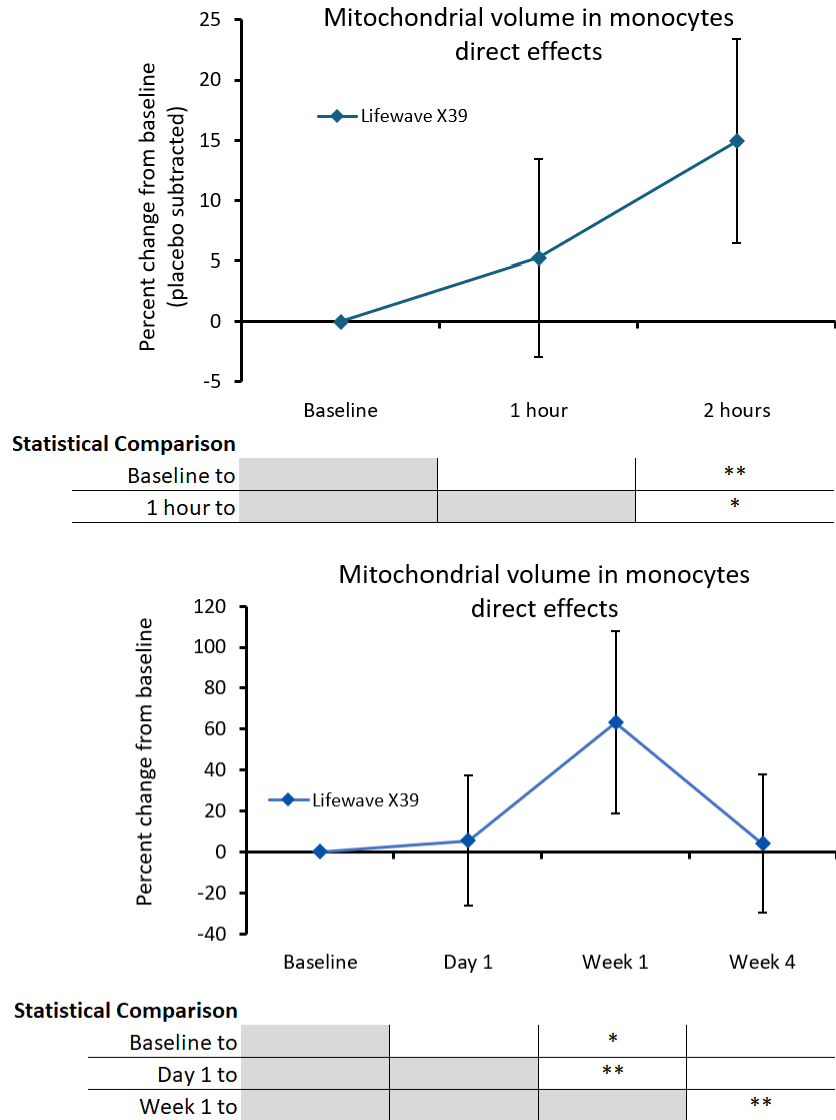 Mitochondrial volume in monocytes
direct effects
Percent change from baseline
(placebo subtracted)
25
20
15
10
5
0
-5
Lifewave X39
Baseline 1 hour 2 hours
Statistical Comparison
Baseline to **
1 hour to *
Mitochondrial volume in monocytes
direct effects
Percent change from baseline
120
100
80
60
40
20
0
-20
-40
Lifewave X39
Baseline Day 1 Week 1 Week 4
Statistical Comparison
Baseline to *
Day 1 to **
Week 1 to **